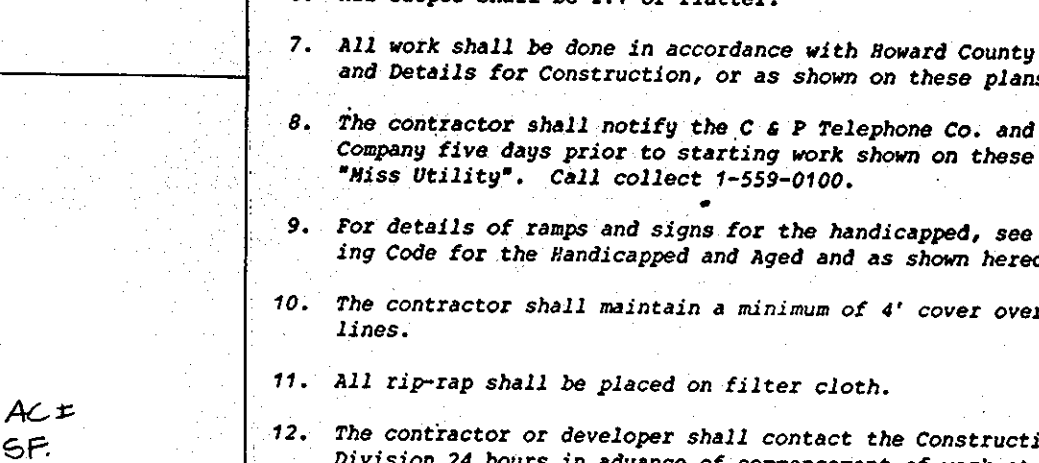 7. All work shall be done in accordance with Howard County
and Details for Construction, or as shown on these plans
8. The contractor shall notify the C & P Telephone Co. and
Company five days prior to starting work shown on these
"Miss Utility". Call collect 1-559-0100.
9. For details of ramps and signs for the handicapped, see
ing Code for the Handicapped and Aged and as shown hereo
10. The contractor shall maintain a minimum of 4' cover over
lines.
11. All rip-rap shall be placed on filter cloth.
AC±
SF.
12. The contractor or developer shall contact the Constructi
Division 24 hours in advance of commencement of work